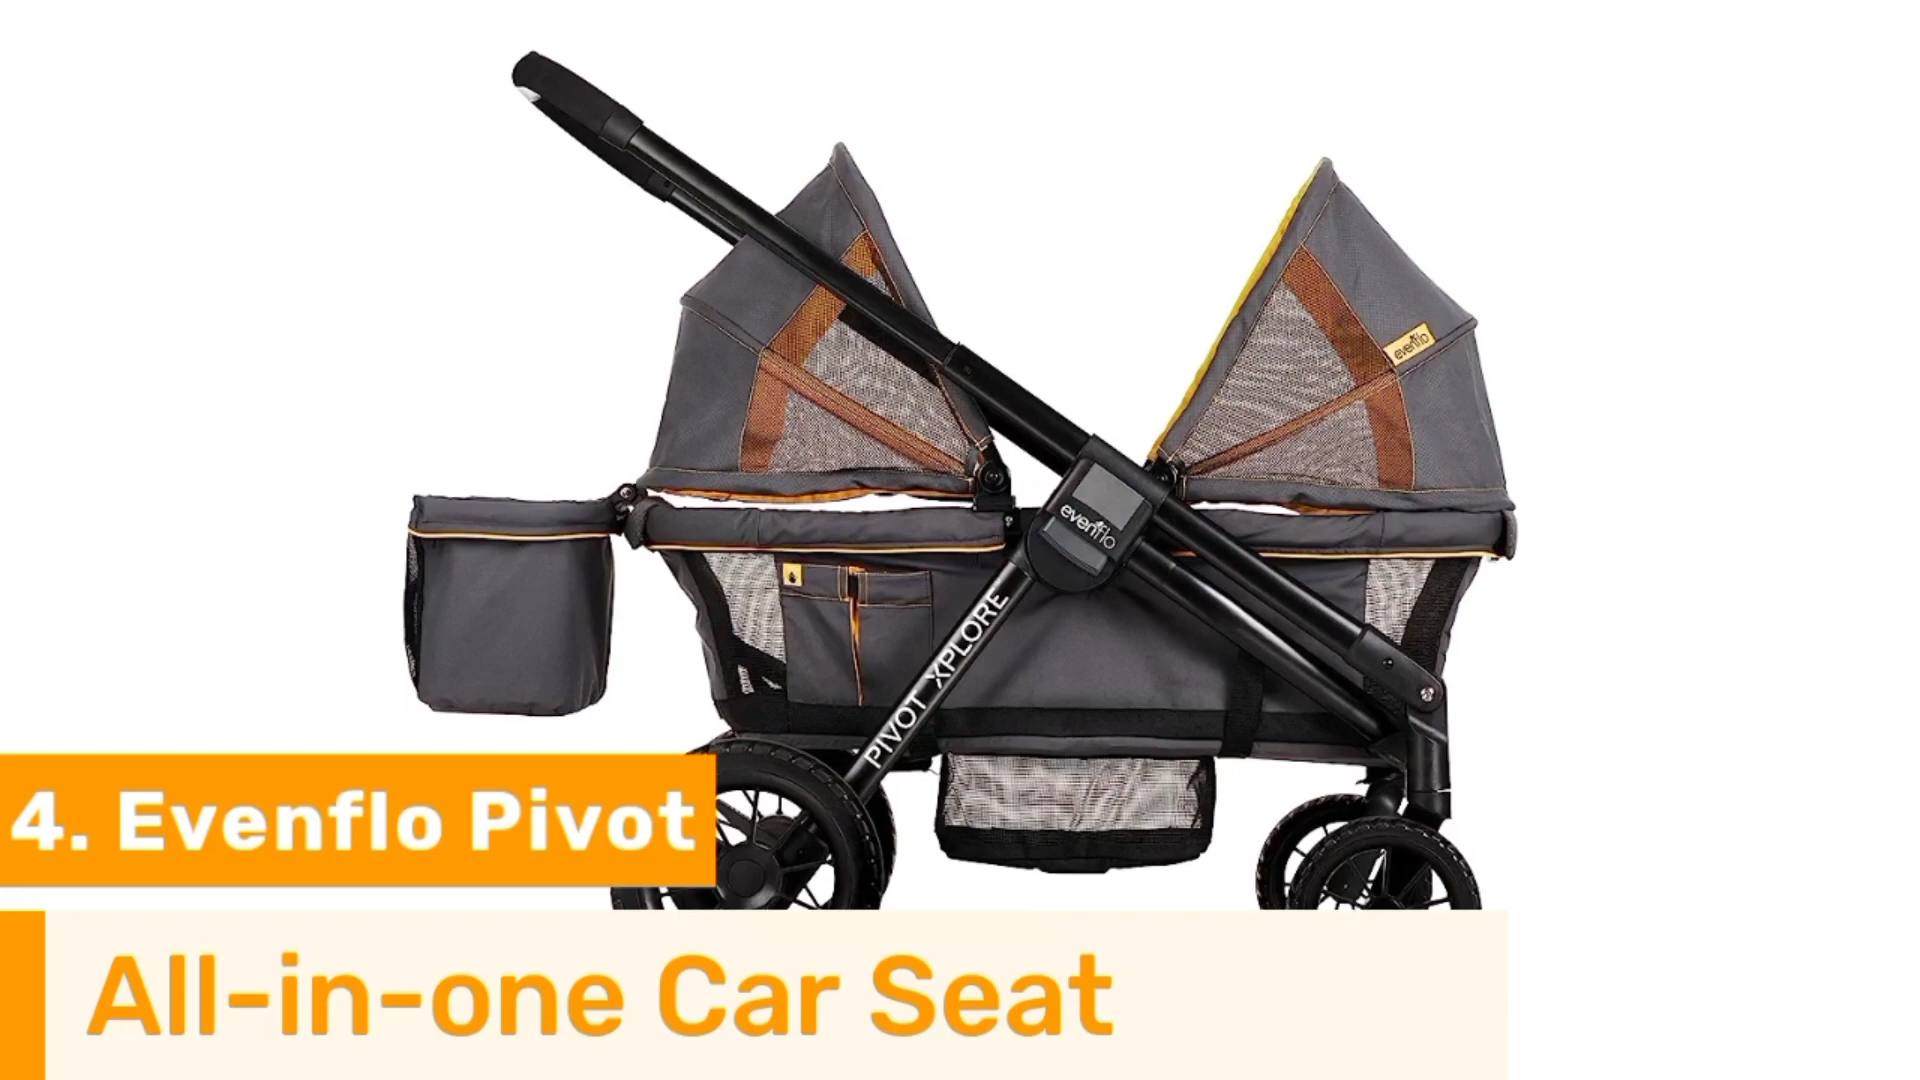 evenflo
evenflo
PIVOT XPLORE
4. Evenflo Pivot
All-in-one Car Seat